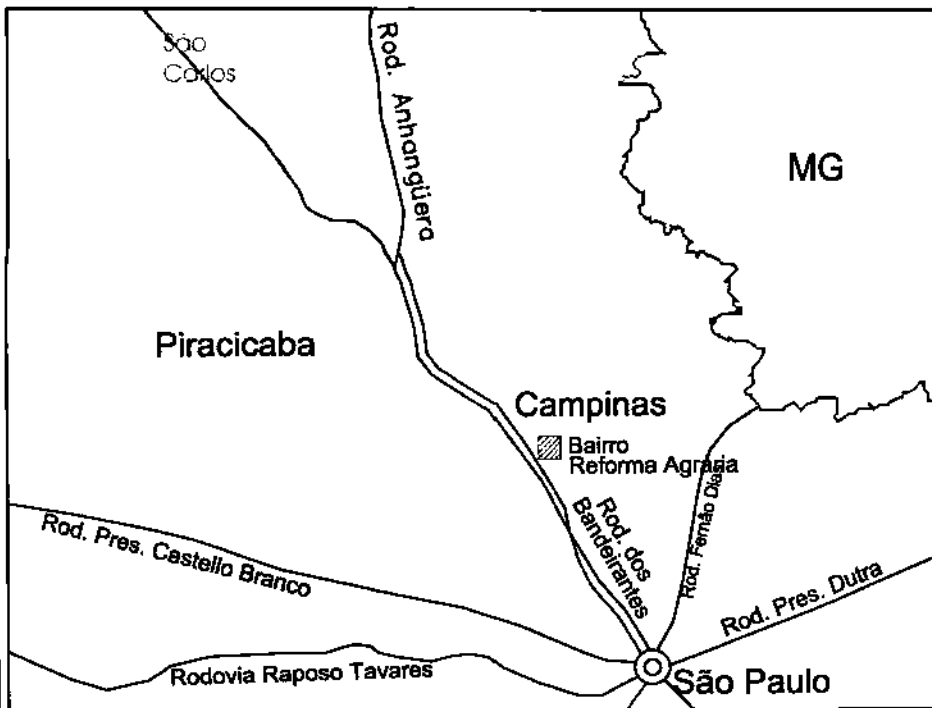 São
Carlos
Rod. Anhangüera
MG
Piracicaba
Campinas
Bairro
Reforma Agrária
Rod. dos
Bandeirantes
Rod. Fernão Dias
Rod. Pres. Castello Branco
Rod. Pres. Dutra
Rodovia Raposo Tavares
São Paulo